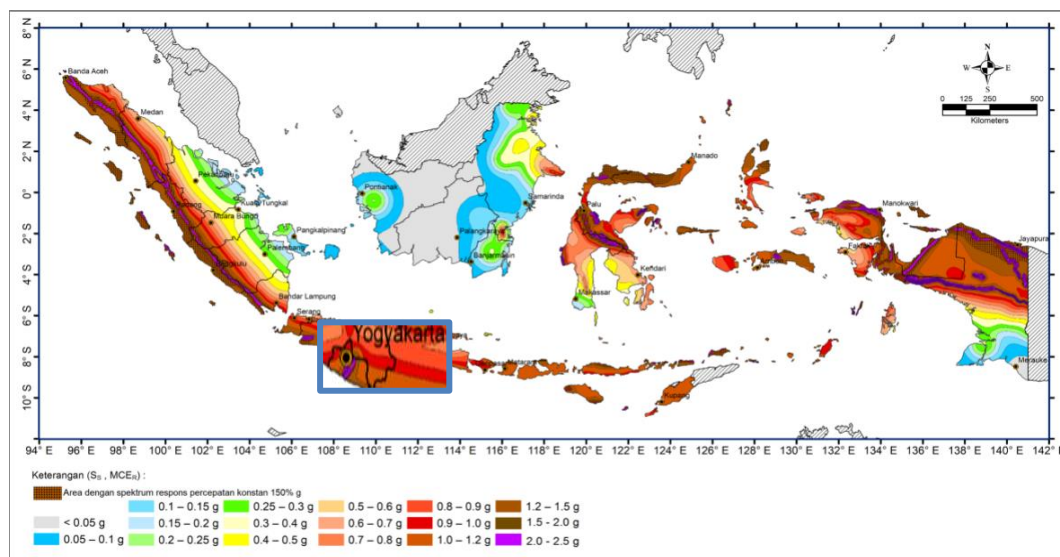 8° N
6° N
4° N
2° N
0°
2° S
4° S
6° S
8° S
10° S
N
W E
S
0 125 250 500
Kilometers
Banda Aceh
Medan
Pekanbaru
Kuala Tungkal
Padang
Muara Bungo
Pangkalpinang
Palembang
Bengkulu
Bandar Lampung
Serang
Yogyakarta
Pontianak
Samarinda
Palangkaraya
Banjarmasin
Manado
Palu
Kendari
Makassar
Mataram
Kupang
Manokwari
Fakfak
Jayapura
Merauke
94° E 96° E 98° E 100° E 102° E 104° E 106° E 108° E 110° E 112° E 114° E 116° E 118° E 120° E 122° E 124° E 126° E 128° E 130° E 132° E 134° E 136° E 138° E 140° E 142° E
Keterangan (SS , MCER) :
Area dengan spektrum respons percepatan konstan 150% g
< 0.05 g
0.05 – 0.1 g
0.1 – 0.15 g
0.15 – 0.2 g
0.2 – 0.25 g
0.25 – 0.3 g
0.3 – 0.4 g
0.4 – 0.5 g
0.5 – 0.6 g
0.6 – 0.7 g
0.7 – 0.8 g
0.8 – 0.9 g
0.9 – 1.0 g
1.0 – 1.2 g
1.2 – 1.5 g
1.5 - 2.0 g
2.0 - 2.5 g